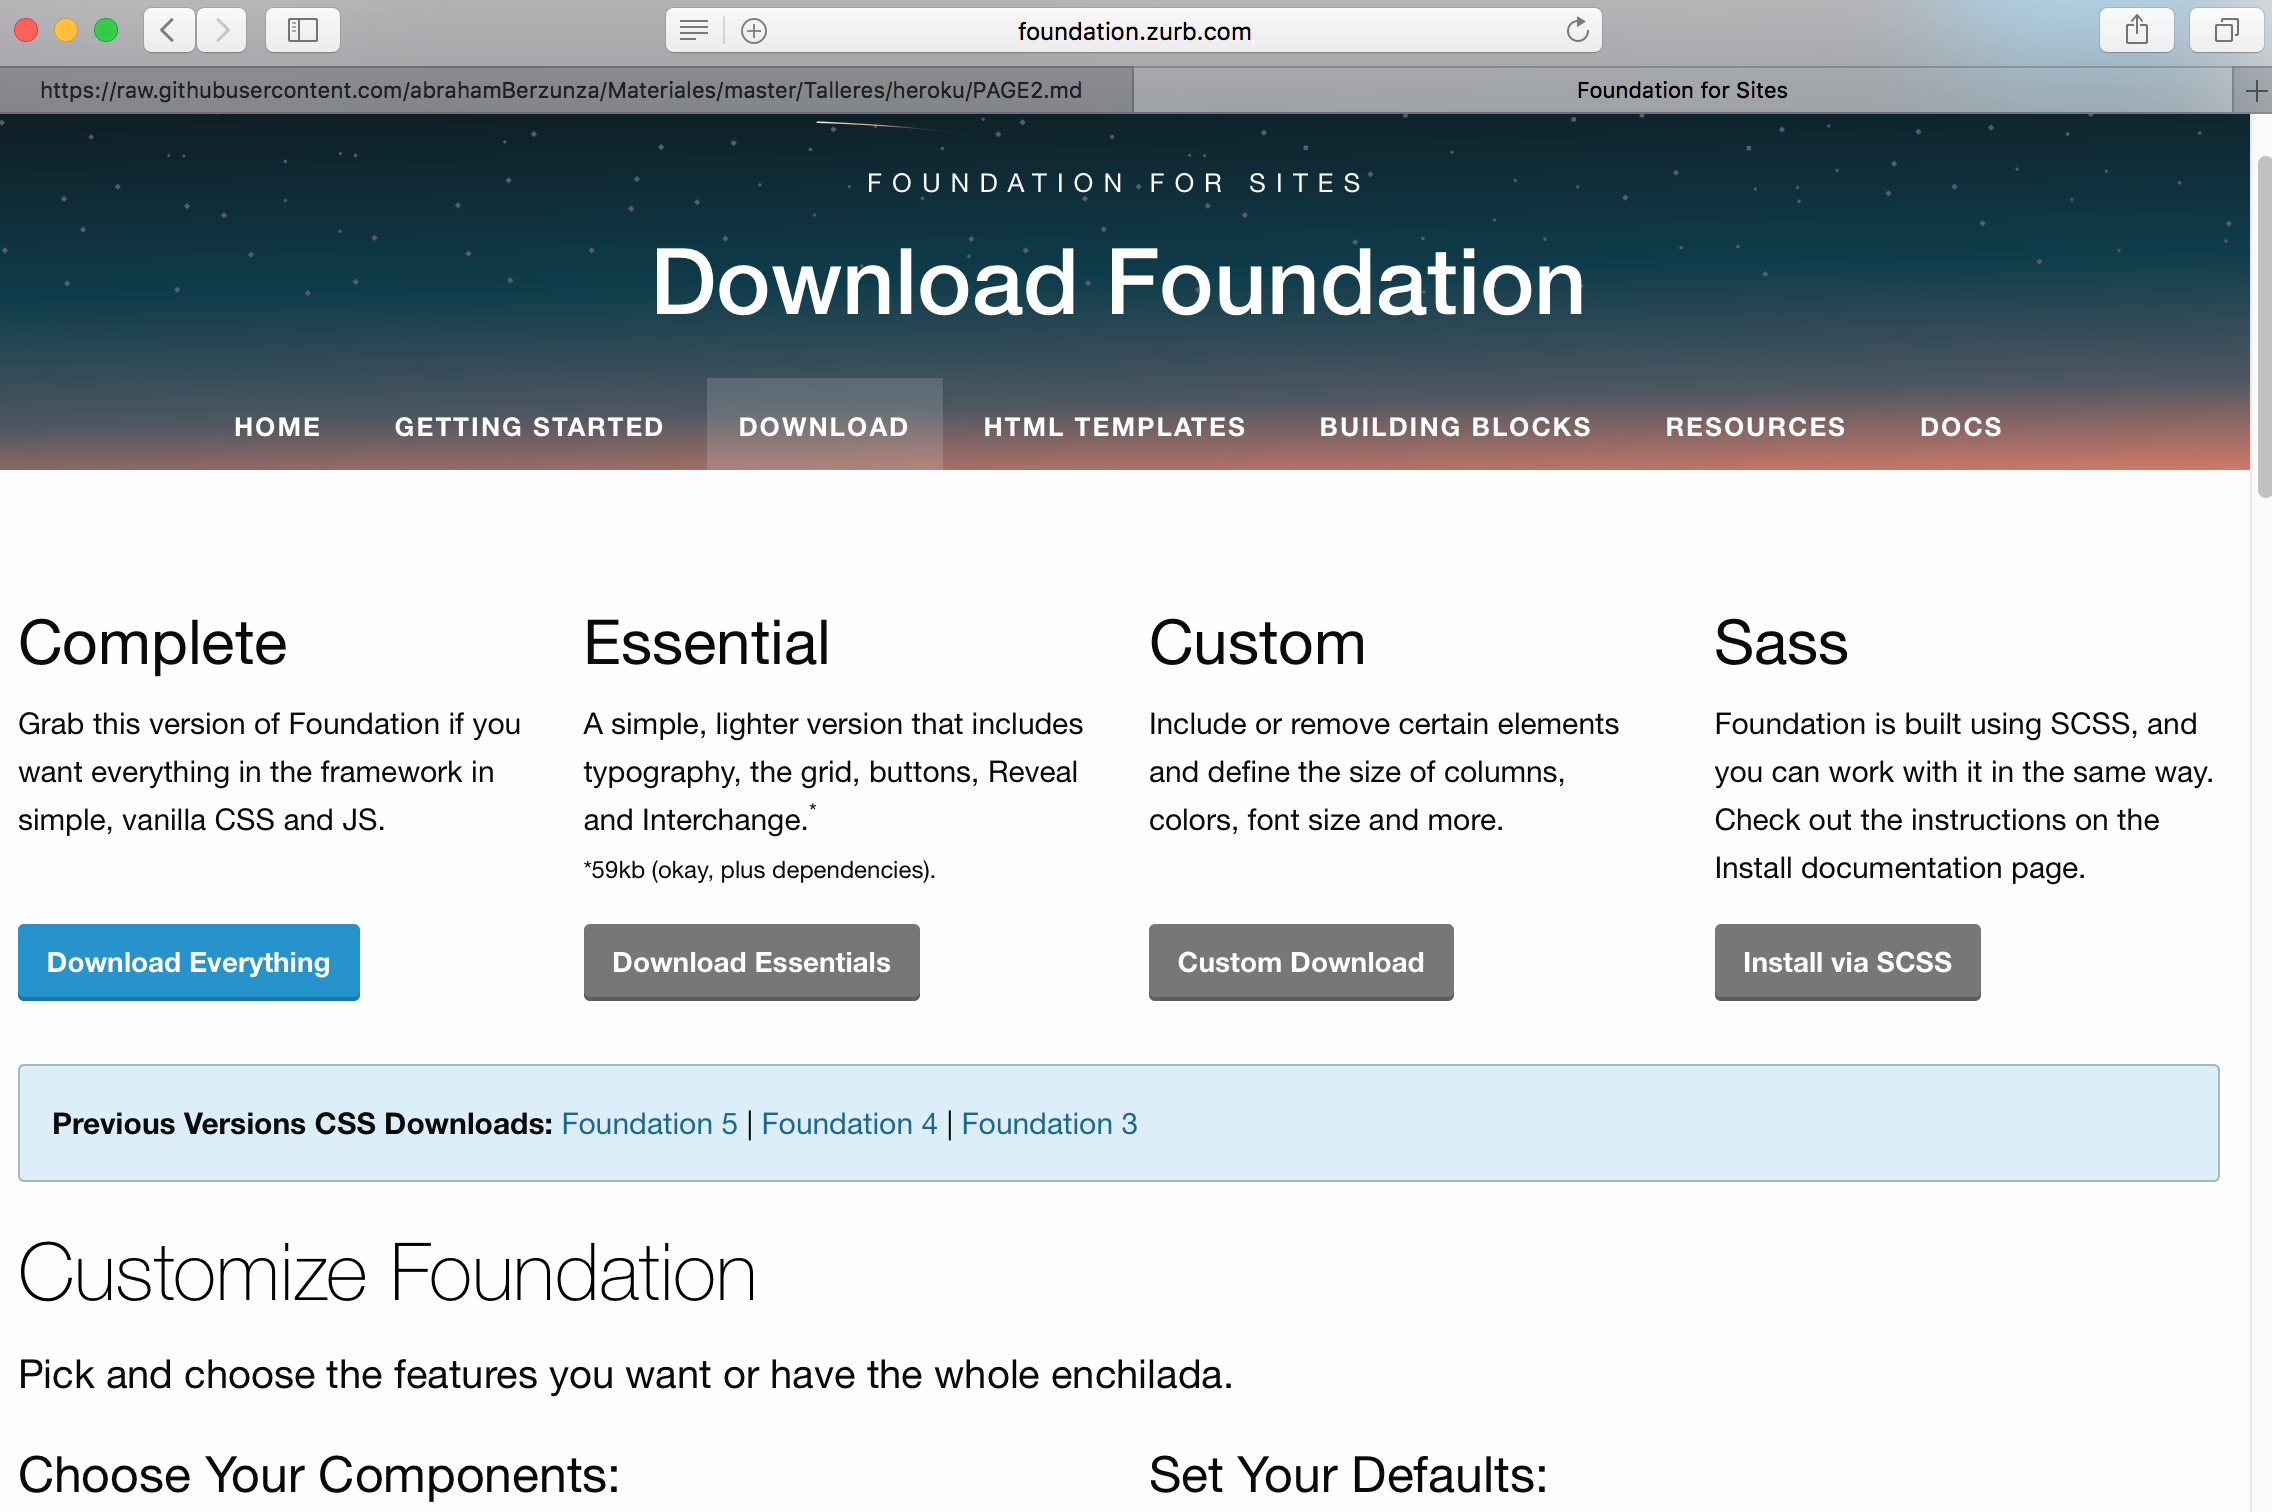 foundation.zurb.com
https://raw.githubusercontent.com/abrahamBerzunza/Materiales/master/Talleres/heroku/PAGE2.md
Foundation for Sites
FOUNDATION FOR SITES
Download Foundation
HOME GETTING STARTED DOWNLOAD HTML TEMPLATES BUILDING BLOCKS RESOURCES DOCS
Complete
Grab this version of Foundation if you
want everything in the framework in
simple, vanilla CSS and JS.
Download Everything
Essential
A simple, lighter version that includes
typography, the grid, buttons, Reveal
and Interchange.*
*59kb (okay, plus dependencies).
Download Essentials
Custom
Include or remove certain elements
and define the size of columns,
colors, font size and more.
Custom Download
Sass
Foundation is built using SCSS, and
you can work with it in the same way.
Check out the instructions on the
Install documentation page.
Install via SCSS
Previous Versions CSS Downloads: Foundation 5 | Foundation 4 | Foundation 3
Customize Foundation
Pick and choose the features you want or have the whole enchilada.
Choose Your Components:
Set Your Defaults: